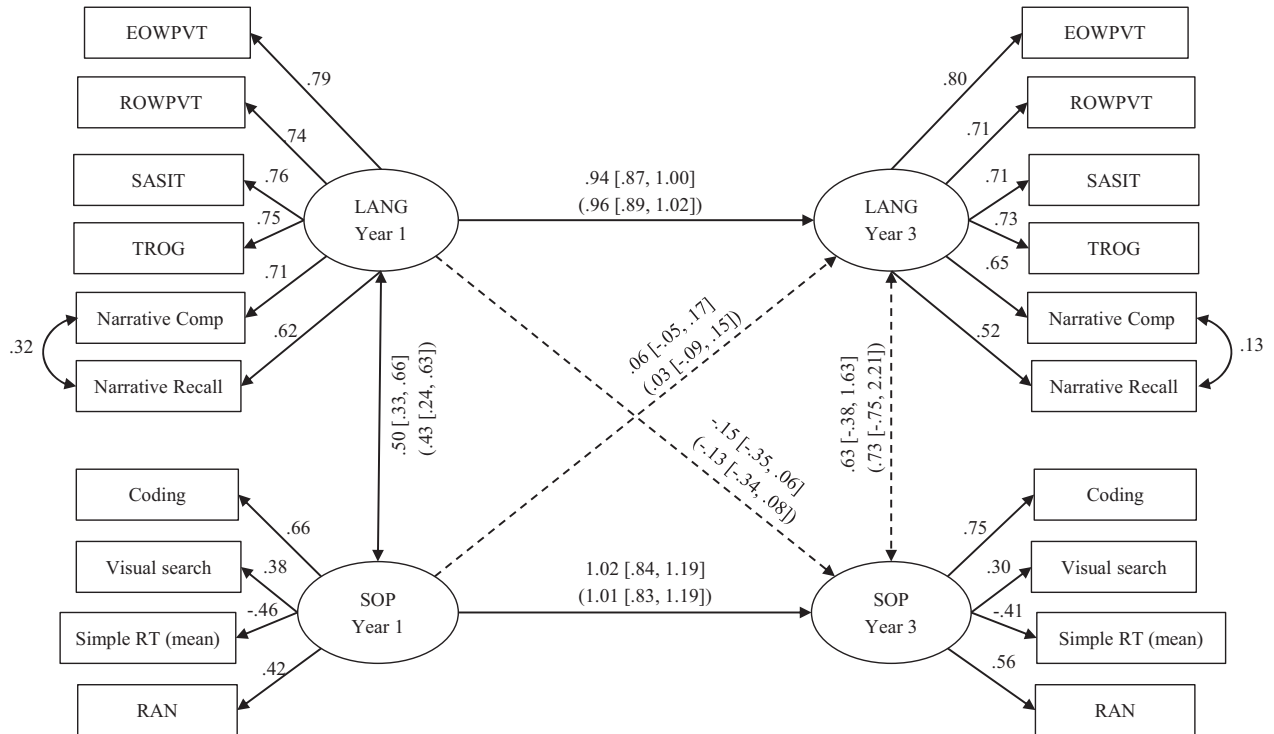 EOWPVT
ROWPVT
SASIT
TROG
Narrative Comp
Narrative Recall
.32
.79
.74
.76
.75
.71
.62
LANG
Year 1
.94 [.87, 1.00]
(.96 [.89, 1.02])
LANG
Year 3
EOWPVT
ROWPVT
SASIT
TROG
Narrative Comp
Narrative Recall
.80
.71
.71
.73
.65
.52
.13
.50 [.33, .66]
(.43 [.24, .63])
.06 [-.05, .17]
(.03 [-.09, .15])
-.15 [-.35, .06]
(-.13 [-.34, .08])
.63 [-.38, 1.63]
(.73 [-.75, 2.21])
Coding
Visual search
Simple RT (mean)
RAN
.66
.38
-.46
.42
SOP
Year 1
1.02 [.84, 1.19]
(1.01 [.83, 1.19])
SOP
Year 3
.75
.30
-.41
.56
Coding
Visual search
Simple RT (mean)
RAN